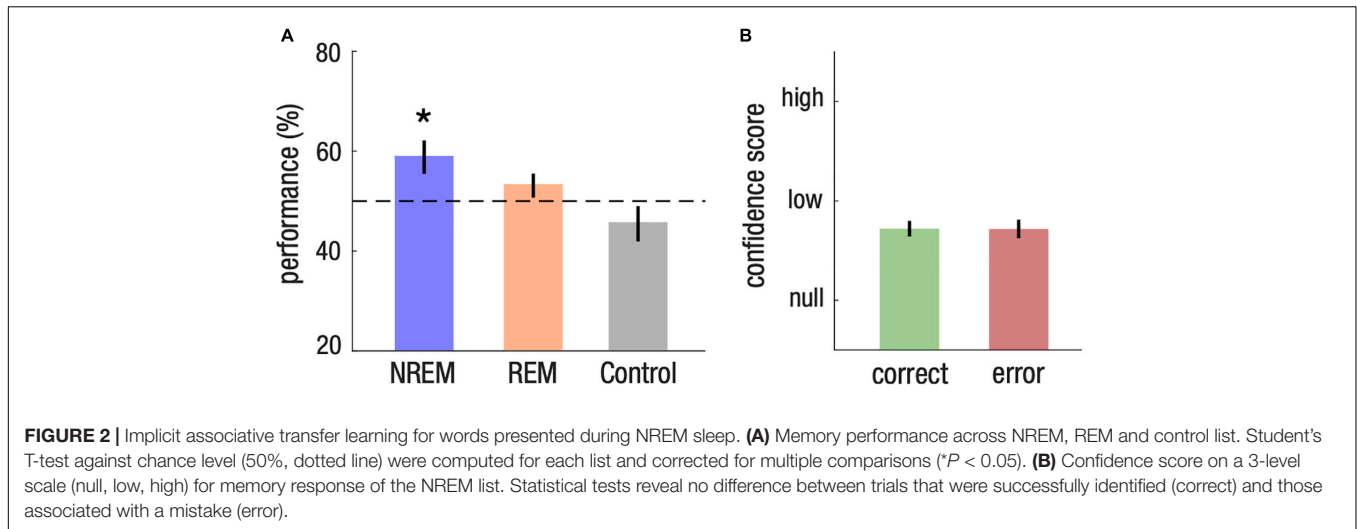 A
80
60
40
20
performance (%)
*
NREM REM Control
B
high
low
null
confidence score
correct error
FIGURE 2 | Implicit associative transfer learning for words presented during NREM sleep. (A) Memory performance across NREM, REM and control list. Student's
T-test against chance level (50%, dotted line) were computed for each list and corrected for multiple comparisons (*P < 0.05). (B) Confidence score on a 3-level
scale (null, low, high) for memory response of the NREM list. Statistical tests reveal no difference between trials that were successfully identified (correct) and those
associated with a mistake (error).